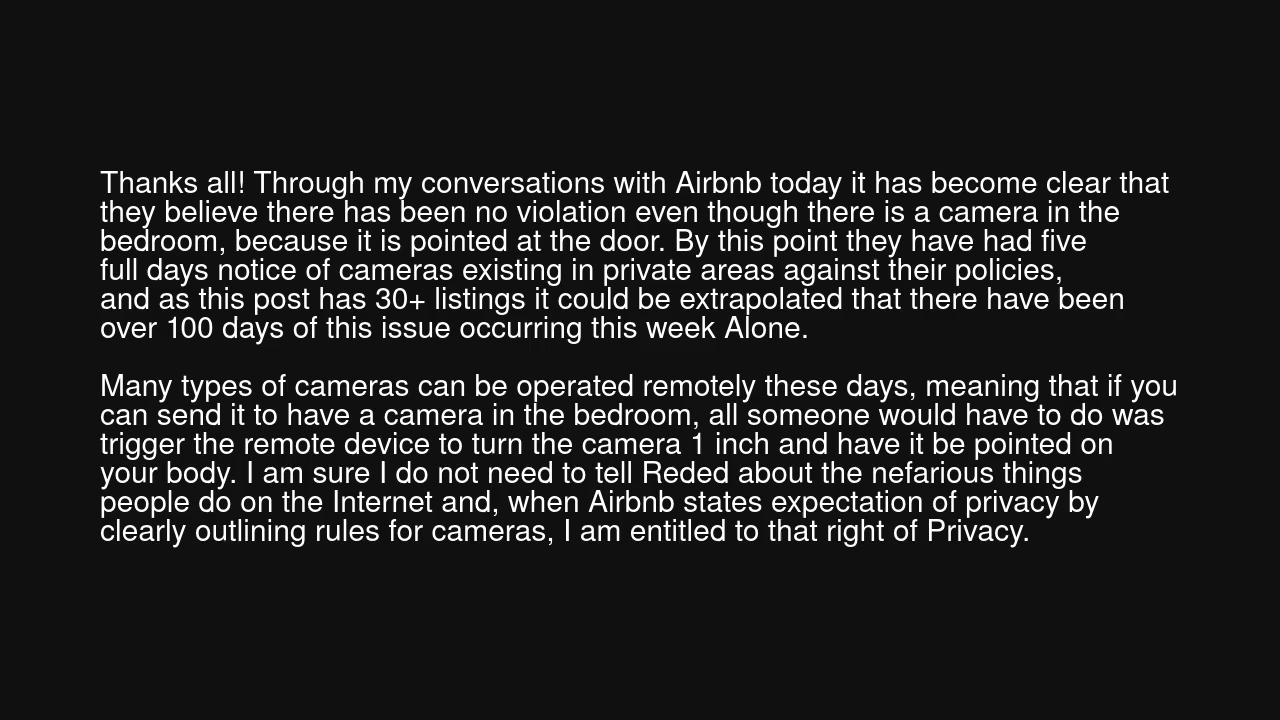 Thanks all! Through my conversations with Airbnb today it has become clear that
they believe there has been no violation even though there is a camera in the
bedroom, because it is pointed at the door. By this point they have had five
full days notice of cameras existing in private areas against their policies,
and as this post has 30+ listings it could be extrapolated that there have been
over 100 days of this issue occurring this week Alone.

Many types of cameras can be operated remotely these days, meaning that if you
can send it to have a camera in the bedroom, all someone would have to do was
trigger the remote device to turn the camera 1 inch and have it be pointed on
your body. I am sure I do not need to tell Reded about the nefarious things
people do on the Internet and, when Airbnb states expectation of privacy by
clearly outlining rules for cameras, I am entitled to that right of Privacy.